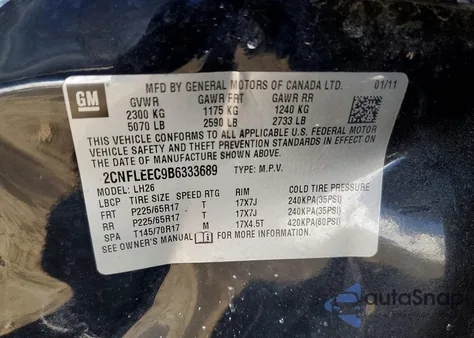 GM
MFD BY GENERAL MOTORS OF CANADA LTD. 01/11
GVWR GAWR FRT GAWR RR
2300 KG 1175 KG 1240 KG
5070 LB 2590 LB 2733 LB
THIS VEHICLE CONFORMS TO ALL APPLICABLE U.S. FEDERAL MOTOR
VEHICLE SAFETY AND THEFT PREVENTION STANDARDS IN EFFECT ON
THE DATE OF MANUFACTURE SHOWN ABOVE.
2CNFLEEC9B6333689 TYPE: M.P.V.
MODEL: LH26
LBCP TIRE SIZE SPEED RTG RIM COLD TIRE PRESSURE
FRT P225/65R17 T 17X7J 240KPA(35PSI)
RR P225/65R17 T 17X7J 240KPA(35PSI)
SPA T145/70R17 M 17X4.5T 420KPA(60PSI)
SEE OWNER'S MANUAL i FOR MORE INFORMATION.
autoSnap